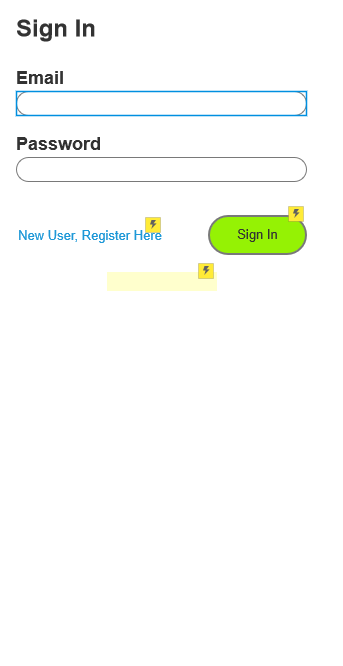 Sign In
Email
Password
New User, Register Here
Sign In